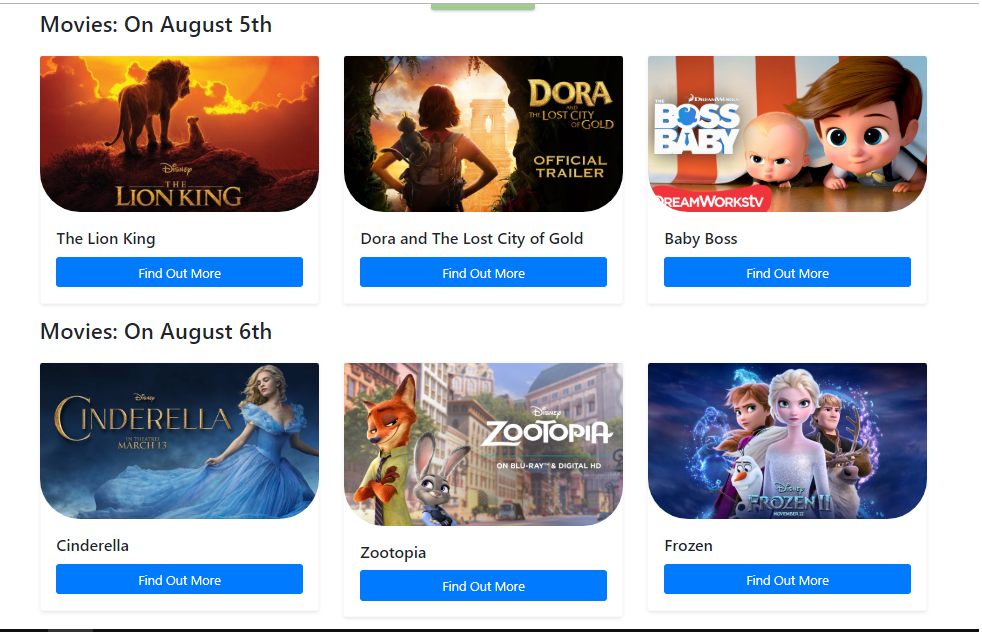 Movies: On August 5th
Disney
THE
LION KING
DORA
AND
THE LOST CITY
OF GOLD
OFFICIAL
TRAILER
DREAMWORKS
THE
BOSS
BABY
DREAMWORKStv
The Lion King
Dora and The Lost City of Gold
Baby Boss
Find Out More
Find Out More
Find Out More
Movies: On August 6th
Disney
CINDERELLA
IN THEATRES
MARCH 13
Disney
ZOOTOPIA
ON BLU-RAY™ & DIGITAL HD
Disney
FROZEN II
NOVEMBER 22
Cinderella
Zootopia
Frozen
Find Out More
Find Out More
Find Out More